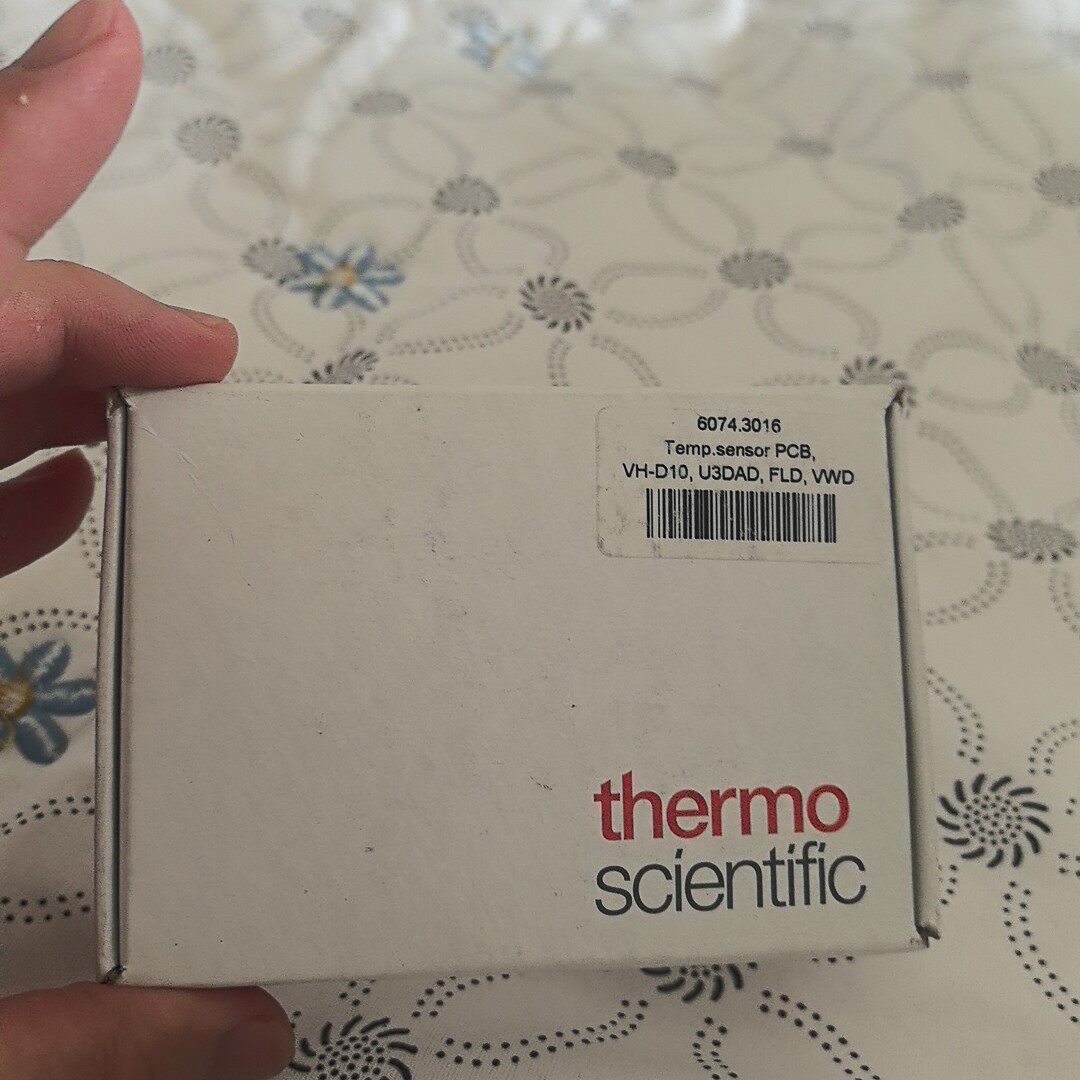 6074.3016
Temp.sensor PCB,
VH-D10, U3DAD, FLD, VWD
thermo
scientific